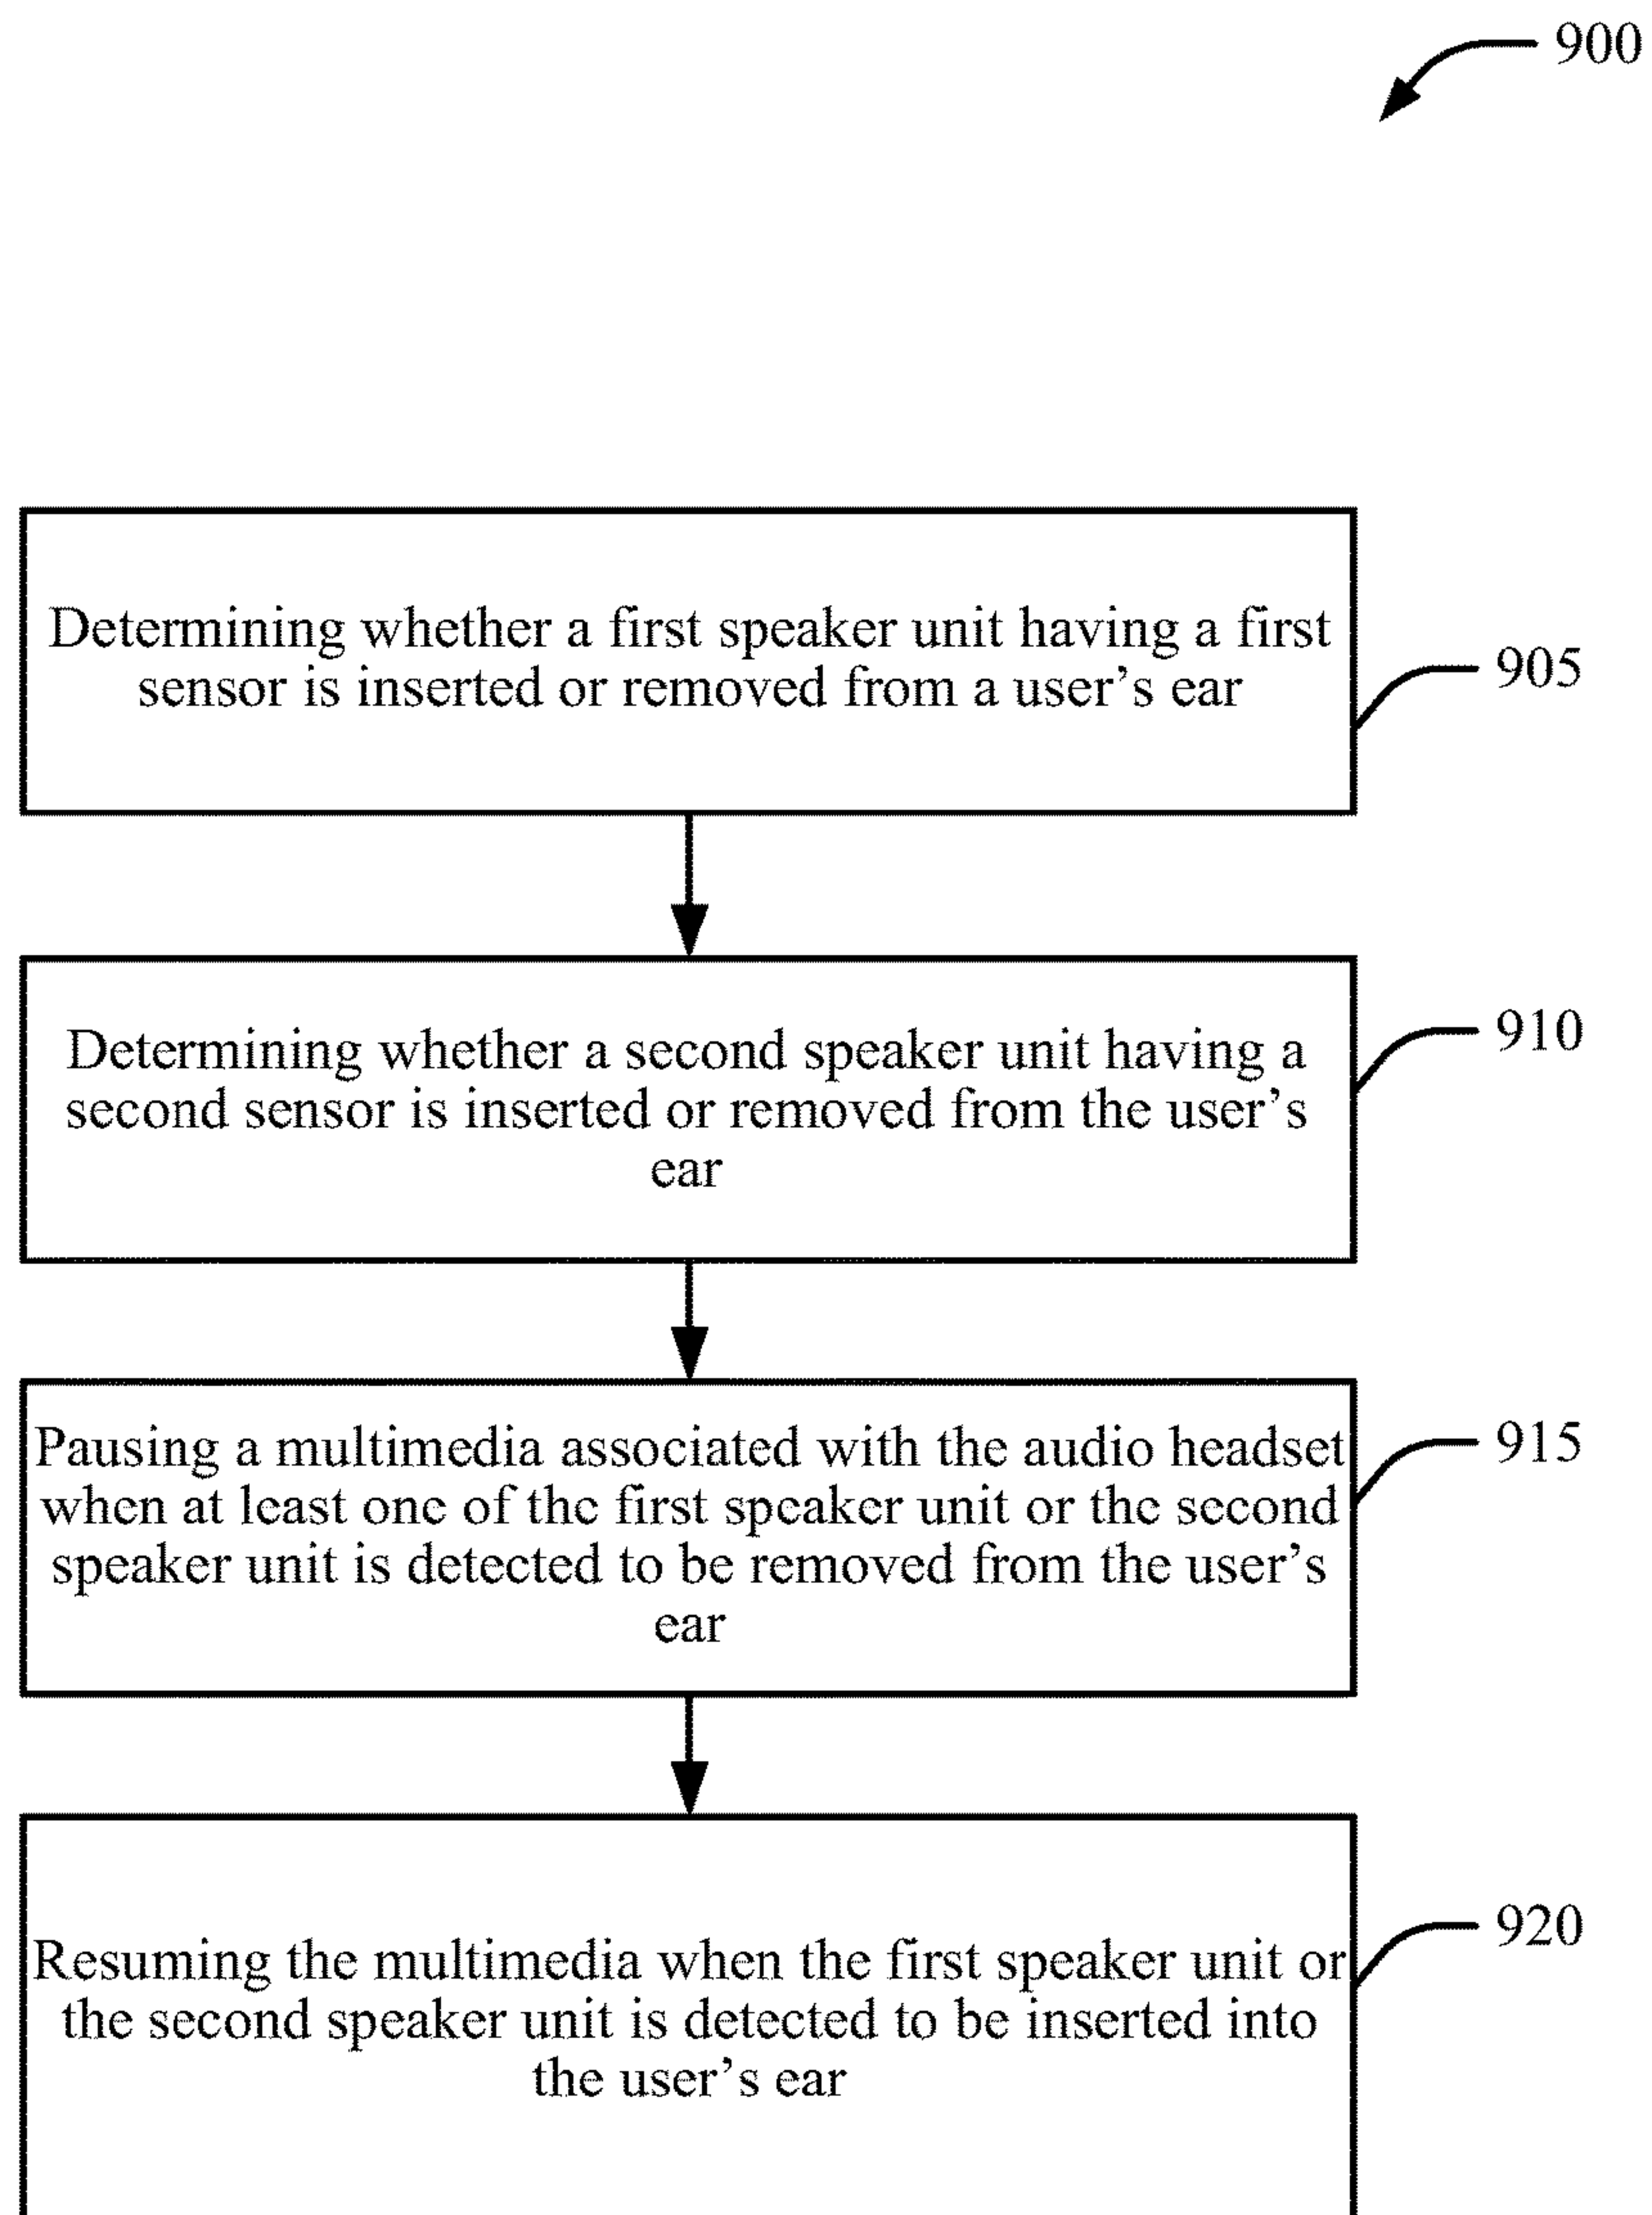 900
Determining whether a first speaker unit having a first
sensor is inserted or removed from a user's ear
905
Determining whether a second speaker unit having a
second sensor is inserted or removed from the user's
ear
910
Pausing a multimedia associated with the audio headset
when at least one of the first speaker unit or the second
speaker unit is detected to be removed from the user's
ear
915
Resuming the multimedia when the first speaker unit or
the second speaker unit is detected to be inserted into
the user's ear
920